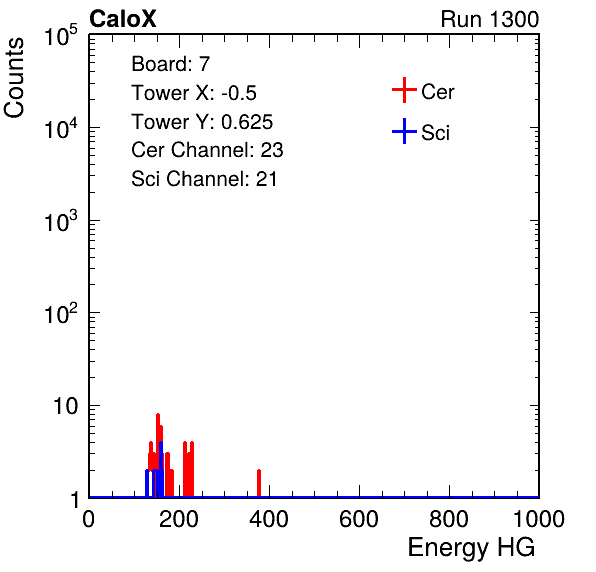 CaloX
Run 1300
Counts
Board: 7
Tower X: -0.5
Tower Y: 0.625
Cer Channel: 23
Sci Channel: 21
Cer
Sci
10^5
10^4
10^3
10^2
10
1
0 200 400 600 800 1000
Energy HG